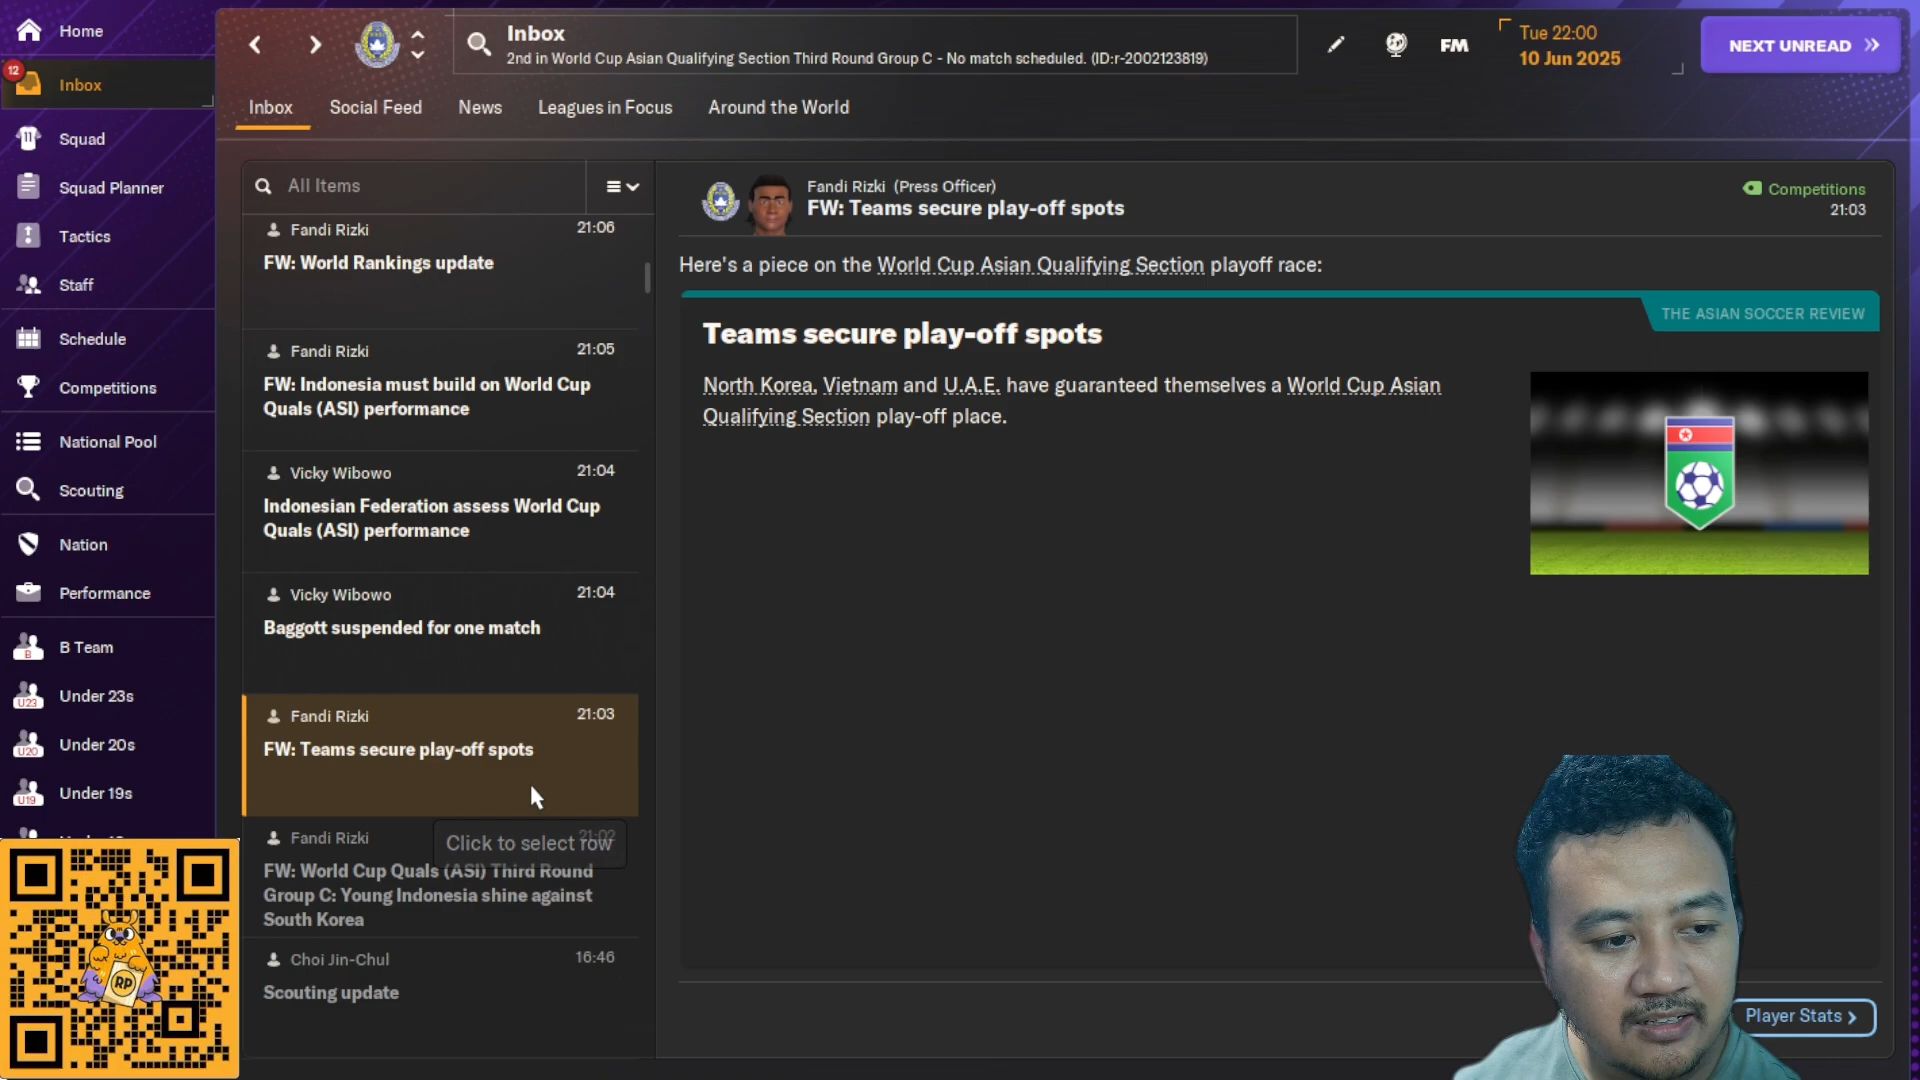 Home
12
Inbox
Squad
Squad Planner
Tactics
Staff
Schedule
Competitions
National Pool
Scouting
Nation
Performance
B Team
Under 23s
Under 20s
Under 19s
Inbox
2nd in World Cup Asian Qualifying Section Third Round Group C - No match scheduled. (ID:r-2002123819)
FM
Tue 22:00
10 Jun 2025
NEXT UNREAD
Inbox
Social Feed
News
Leagues in Focus
Around the World
All Items
Fandi Rizki 21:06
FW: World Rankings update
Fandi Rizki 21:05
FW: Indonesia must build on World Cup
Quals (ASI) performance
Vicky Wibowo 21:04
Indonesian Federation assess World Cup
Quals (ASI) performance
Vicky Wibowo 21:04
Baggott suspended for one match
Fandi Rizki 21:03
FW: Teams secure play-off spots
Fandi Rizki 21:02
Click to select row
FW: World Cup Quals (ASI) Third Round
Group C: Young Indonesia shine against
South Korea
Choi Jin-Chul 16:46
Scouting update
Fandi Rizki (Press Officer)
FW: Teams secure play-off spots
Competitions
21:03
Here's a piece on the World Cup Asian Qualifying Section playoff race:
THE ASIAN SOCCER REVIEW
Teams secure play-off spots
North Korea, Vietnam and U.A.E. have guaranteed themselves a World Cup Asian
Qualifying Section play-off place.
Player Stats
11
B
U23
U20
U19
RP